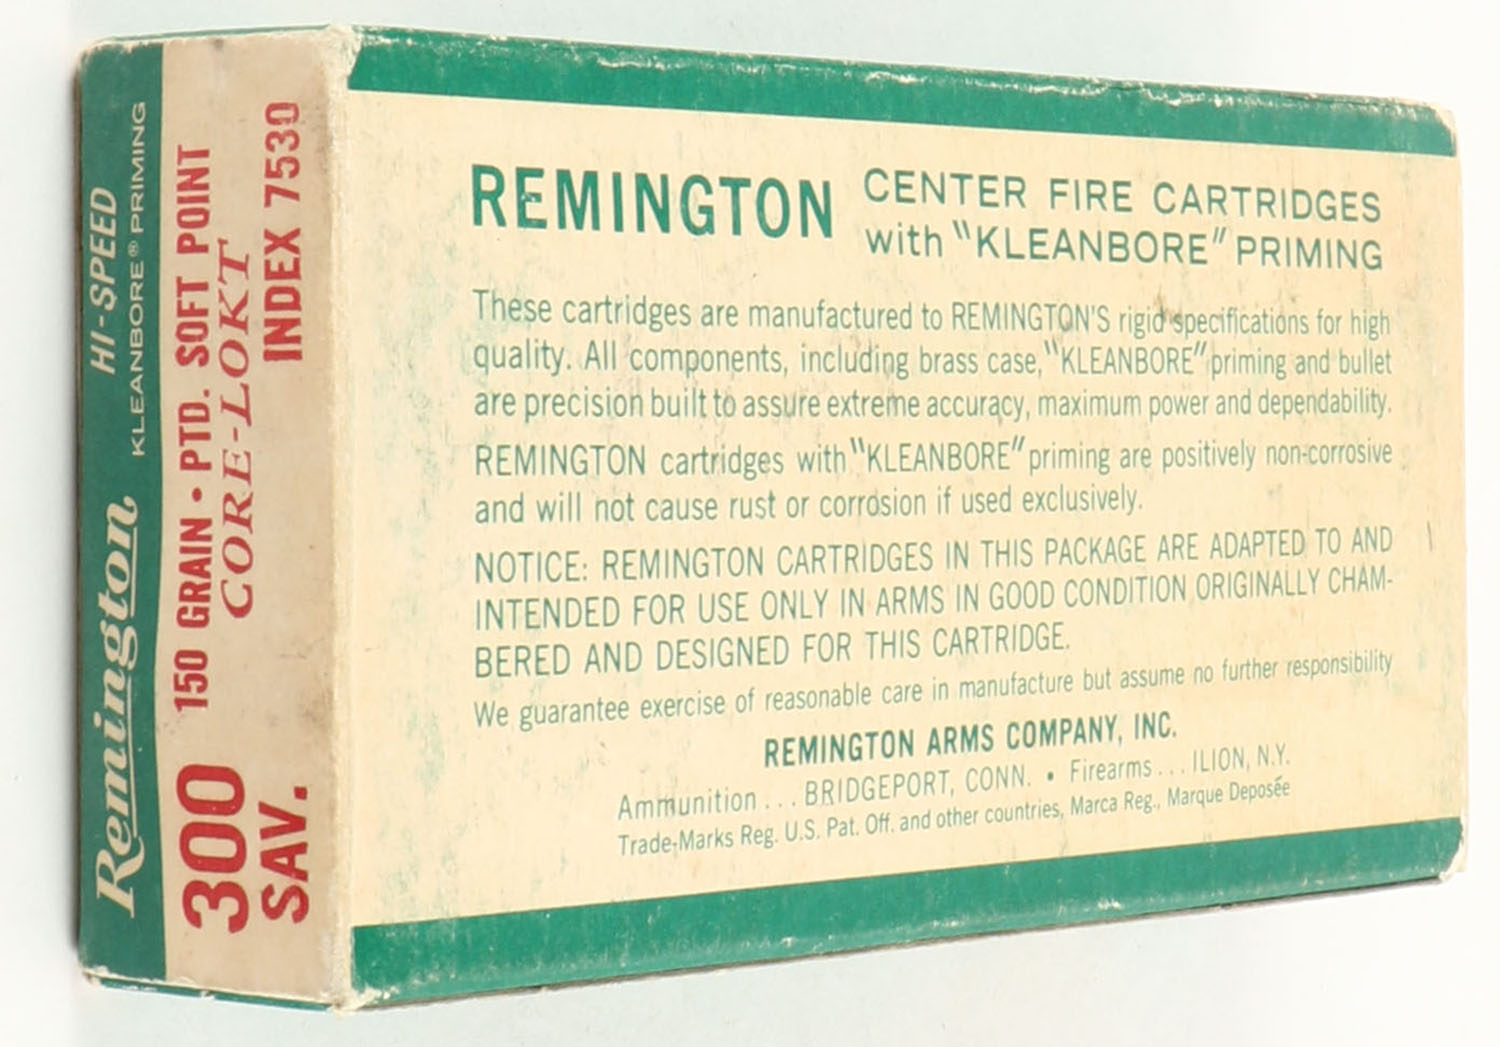 Remington
HI-SPEED
KLEANBORE® PRIMING
300
SAV.
150 GRAIN • PTD. SOFT POINT
CORE-LOKT
INDEX 7530
REMINGTON
CENTER FIRE CARTRIDGES
with "KLEANBORE" PRIMING
These cartridges are manufactured to REMINGTON'S rigid specifications for high
quality. All components, including brass case, "KLEANBORE" priming and bullet
are precision built to assure extreme accuracy, maximum power and dependability.
REMINGTON cartridges with "KLEANBORE" priming are positively non-corrosive
and will not cause rust or corrosion if used exclusively.
NOTICE: REMINGTON CARTRIDGES IN THIS PACKAGE ARE ADAPTED TO AND
INTENDED FOR USE ONLY IN ARMS IN GOOD CONDITION ORIGINALLY CHAM-
BERED AND DESIGNED FOR THIS CARTRIDGE.
We guarantee exercise of reasonable care in manufacture but assume no further responsibility
REMINGTON ARMS COMPANY, INC.
Ammunition ... BRIDGEPORT, CONN. • Firearms ... ILION, N.Y.
Trade-Marks Reg. U.S. Pat. Off. and other countries, Marca Reg., Marque Deposée